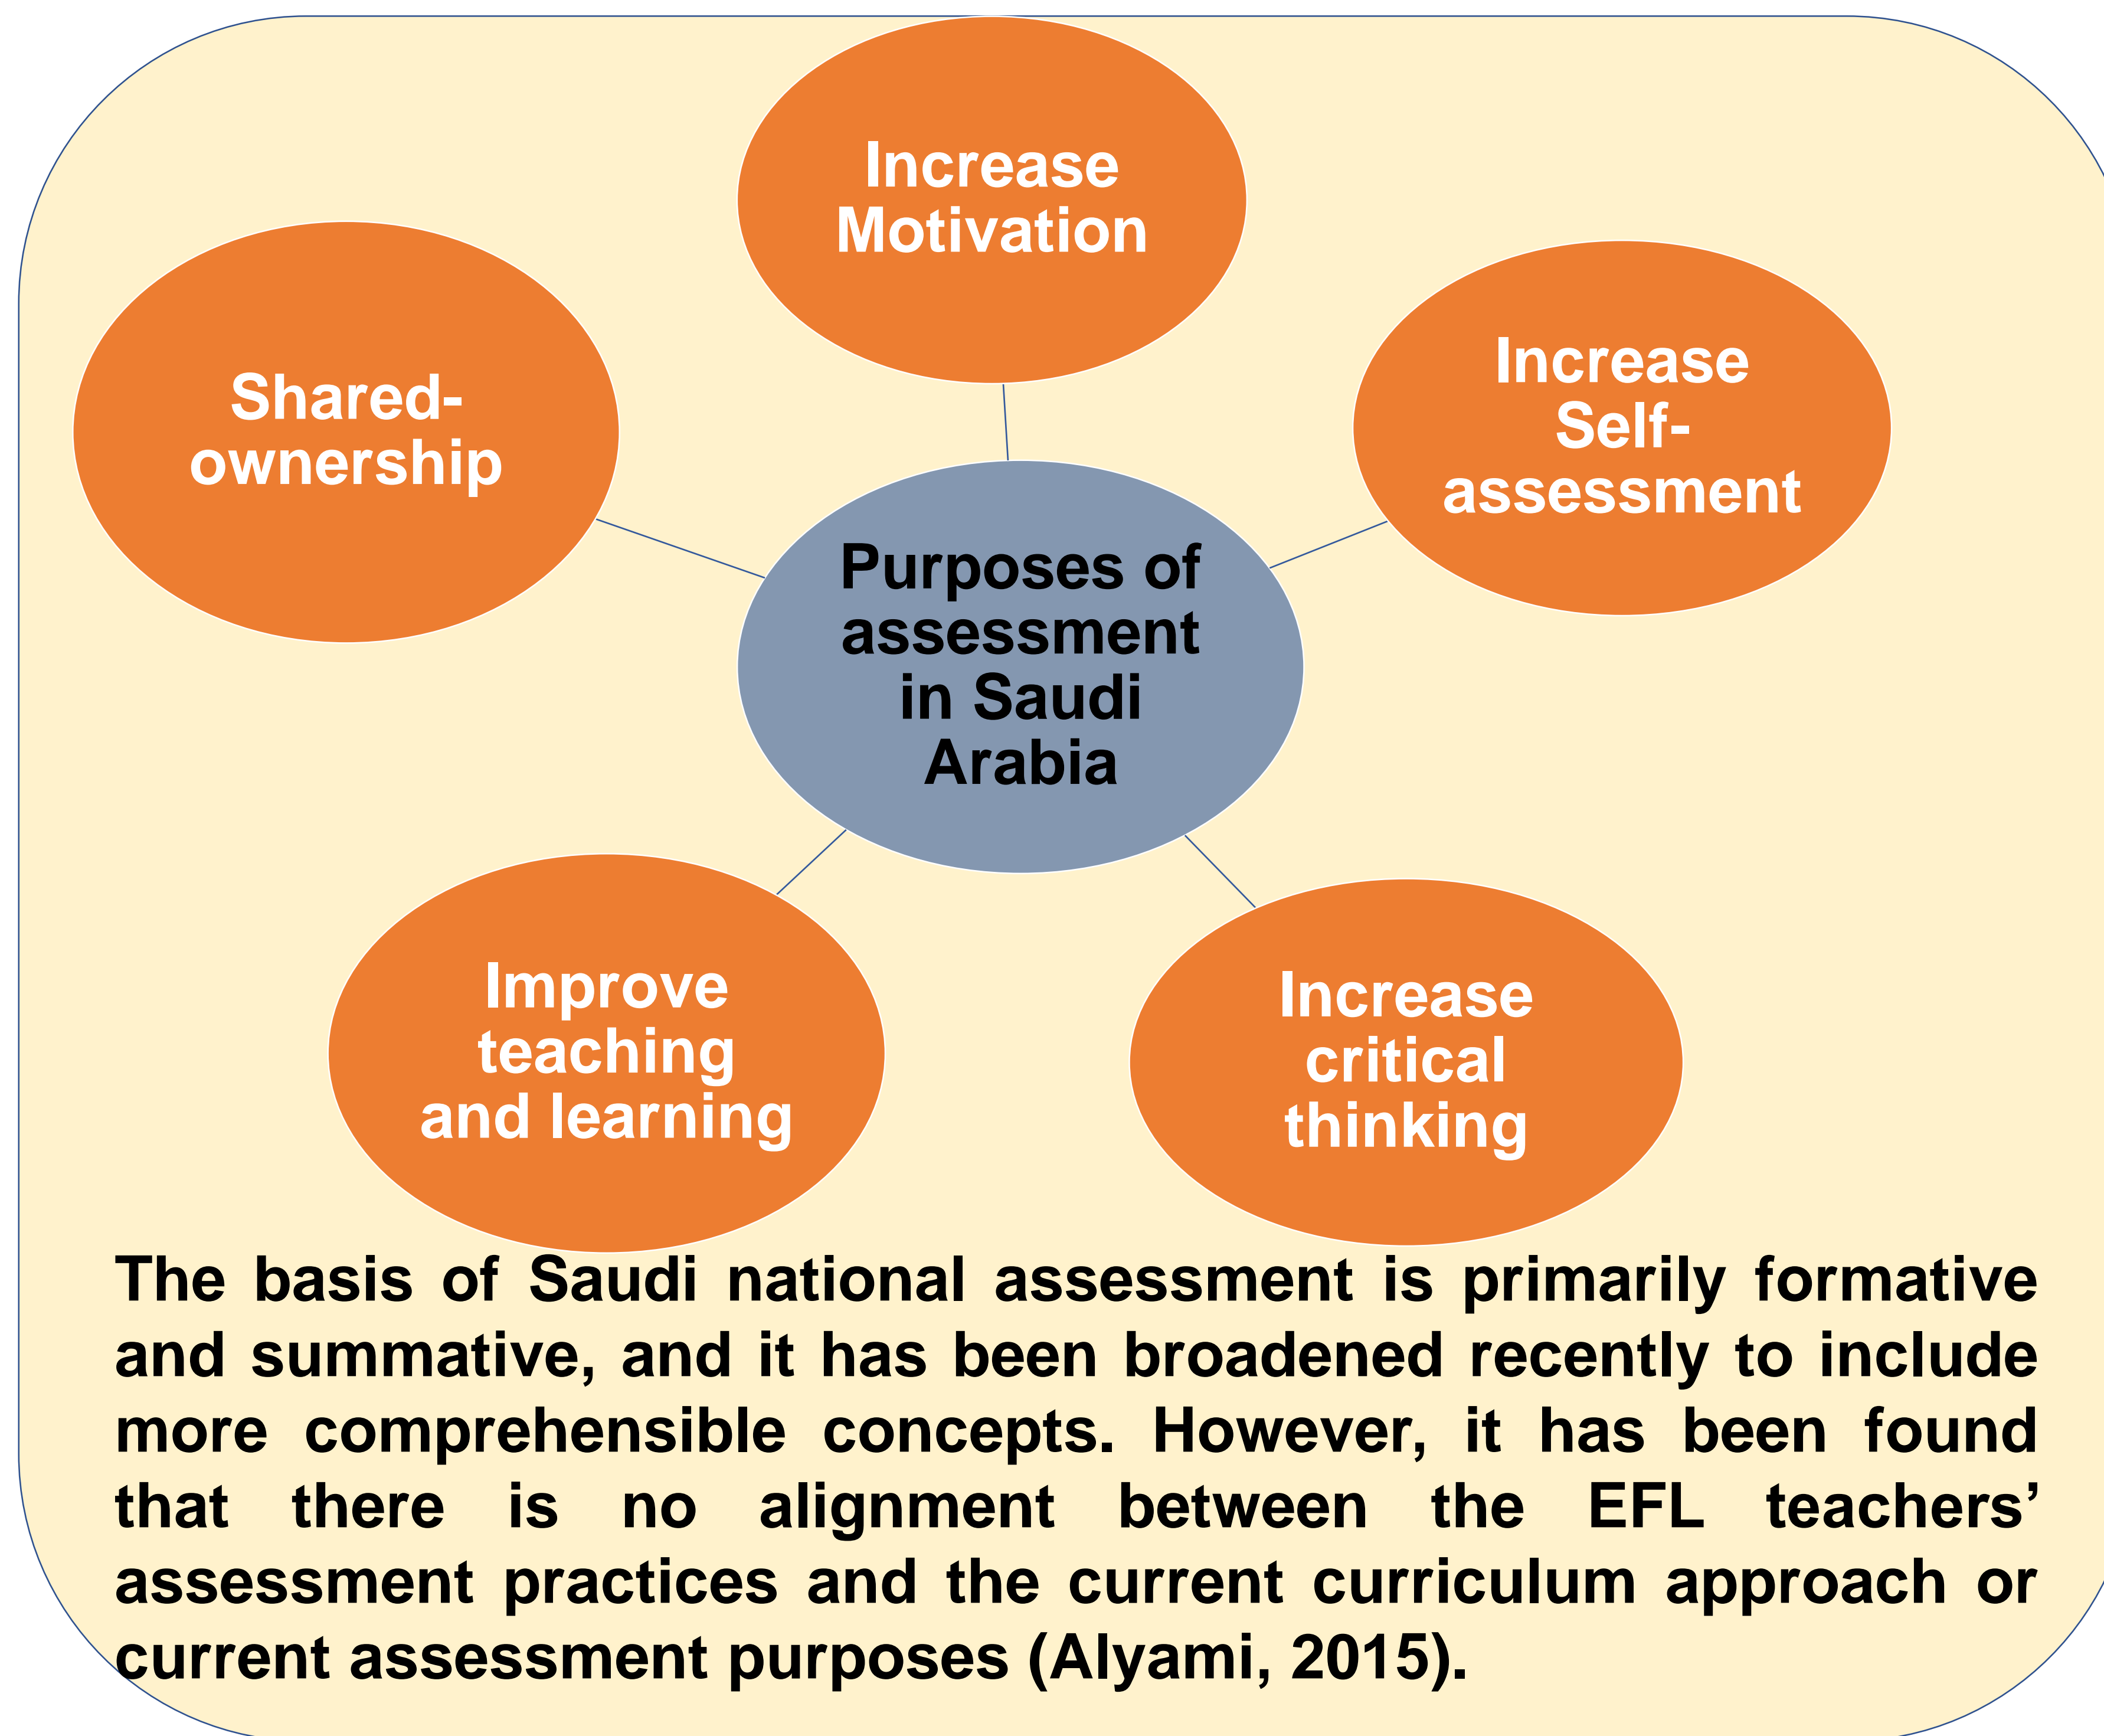 Increase
Motivation
Shared-
ownership
Increase
Self-
assessment
Purposes of
assessment
in Saudi
Arabia
Improve
teaching
and learning
Increase
critical
thinking
The basis of Saudi national assessment is primarily formative
and summative, and it has been broadened recently to include
more comprehensible concepts. However, it has been found
that there is no alignment between the EFL teachers’
assessment practices and the current curriculum approach or
current assessment purposes (Alyami, 2015).